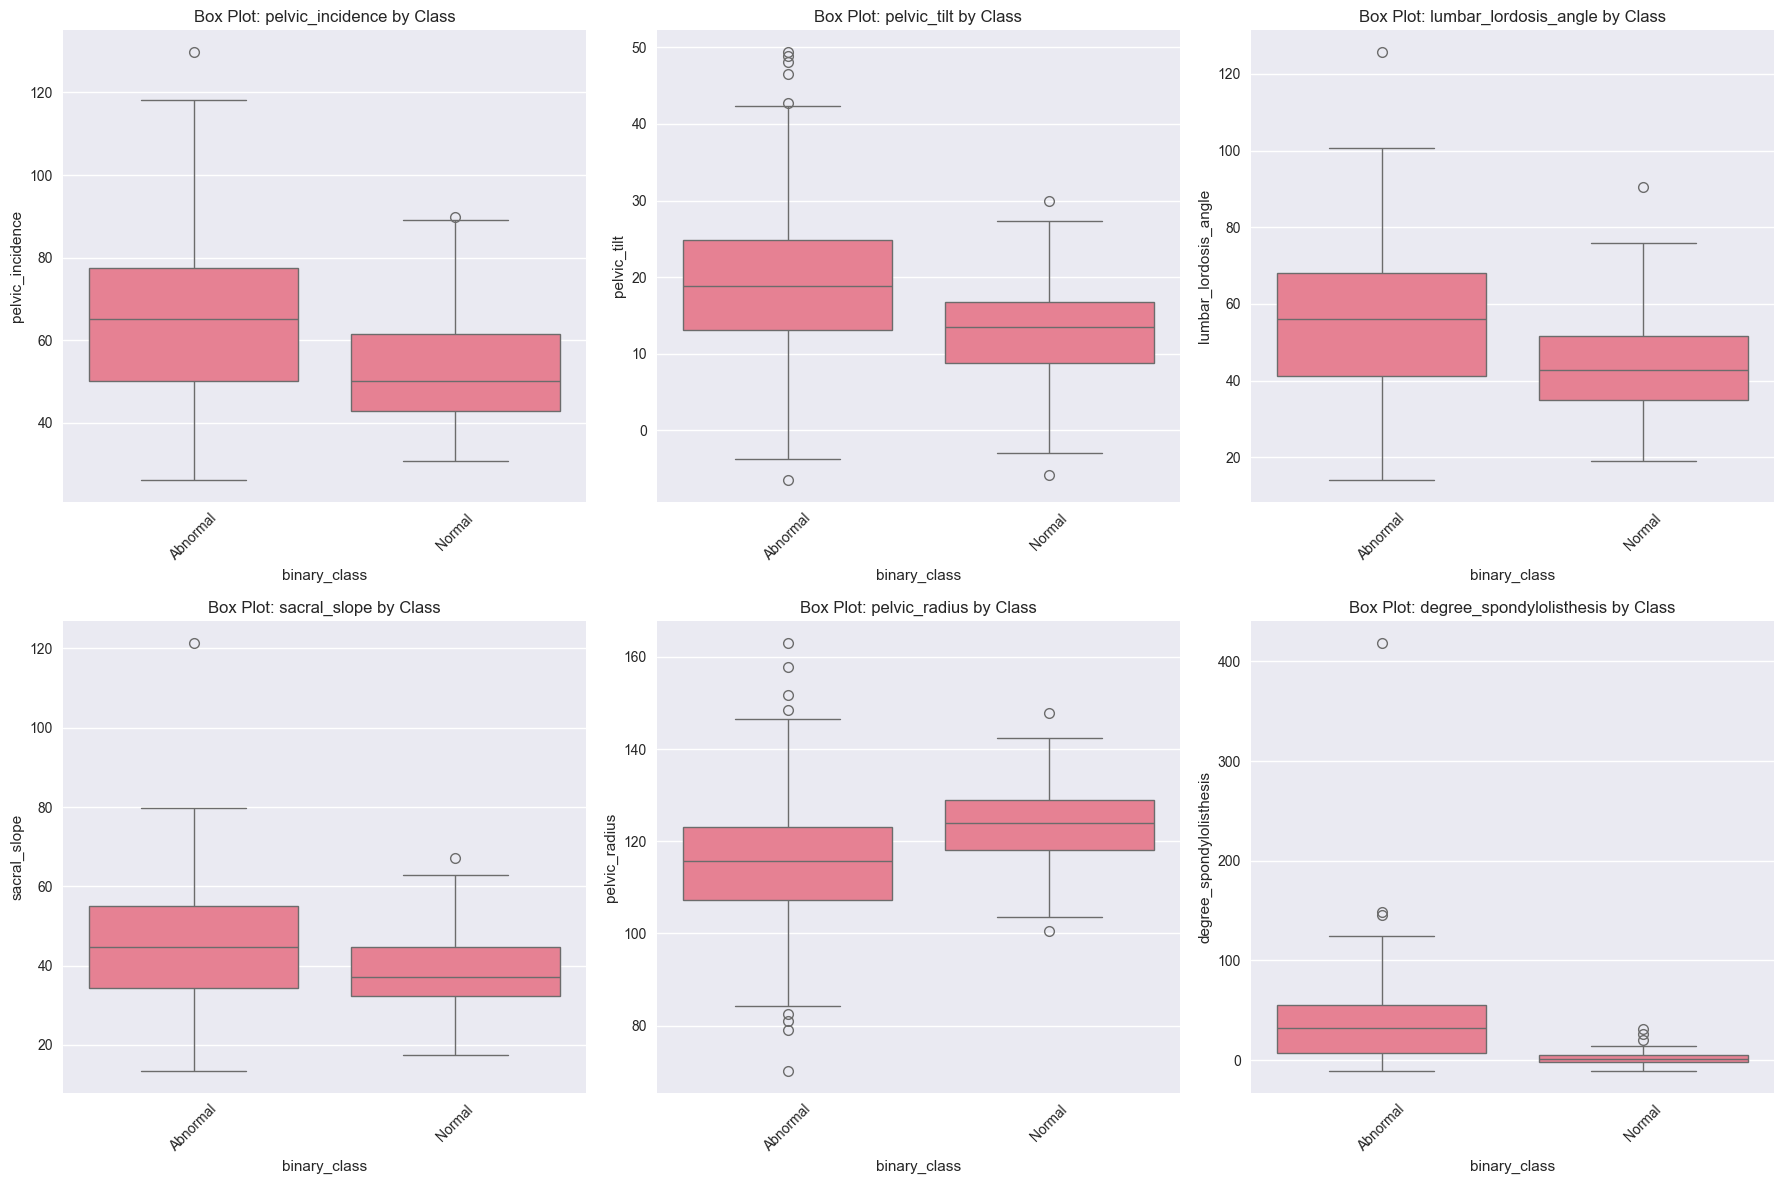 Box Plot: pelvic_incidence by Class
120
100
80
60
40
pelvic_incidence
Abnormal
Normal
binary_class
Box Plot: pelvic_tilt by Class
50
40
30
20
10
0
pelvic_tilt
Abnormal
Normal
binary_class
Box Plot: lumbar_lordosis_angle by Class
120
100
80
60
40
20
lumbar_lordosis_angle
Abnormal
Normal
binary_class
Box Plot: sacral_slope by Class
120
100
80
60
40
20
sacral_slope
Abnormal
Normal
binary_class
Box Plot: pelvic_radius by Class
160
140
120
100
80
pelvic_radius
Abnormal
Normal
binary_class
Box Plot: degree_spondylolisthesis by Class
400
300
200
100
0
degree_spondylolisthesis
Abnormal
Normal
binary_class